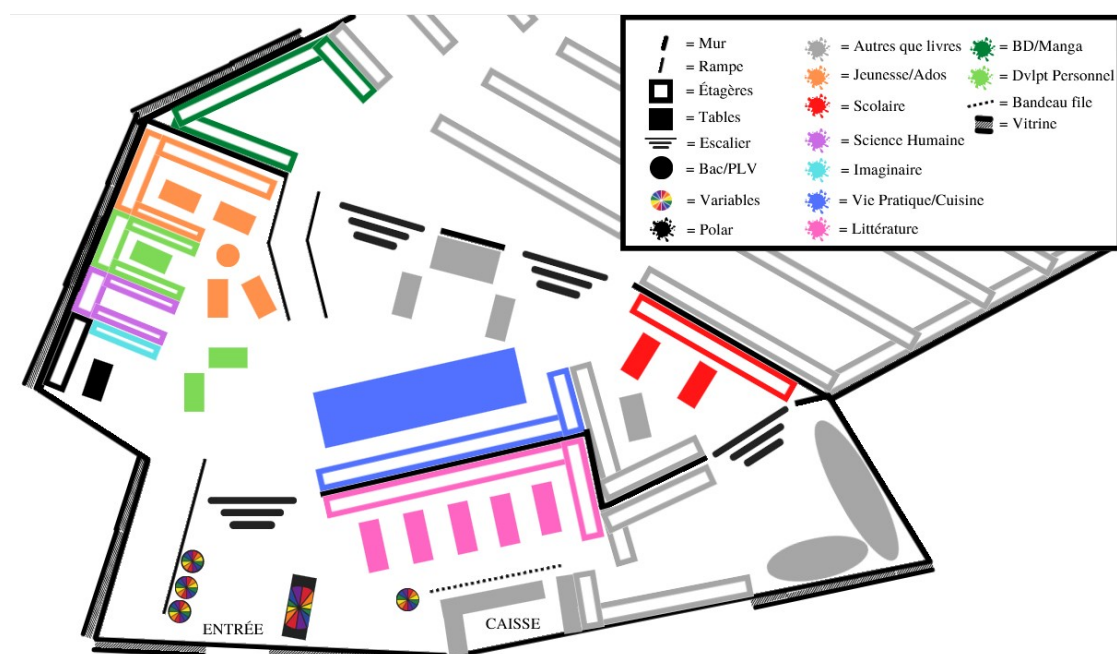 = Mur
= Rampe
= Étagères
= Tables
= Escalier
= Bac/PLV
= Variables
= Polar
= Autres que livres
= Jeunesse/Ados
= Scolaire
= Science Humaine
= Imaginaire
= Vie Pratique/Cuisine
= Littérature
= BD/Manga
= Dvlpt Personnel
= Bandeau file
= Vitrine
ENTRÉE
CAISSE